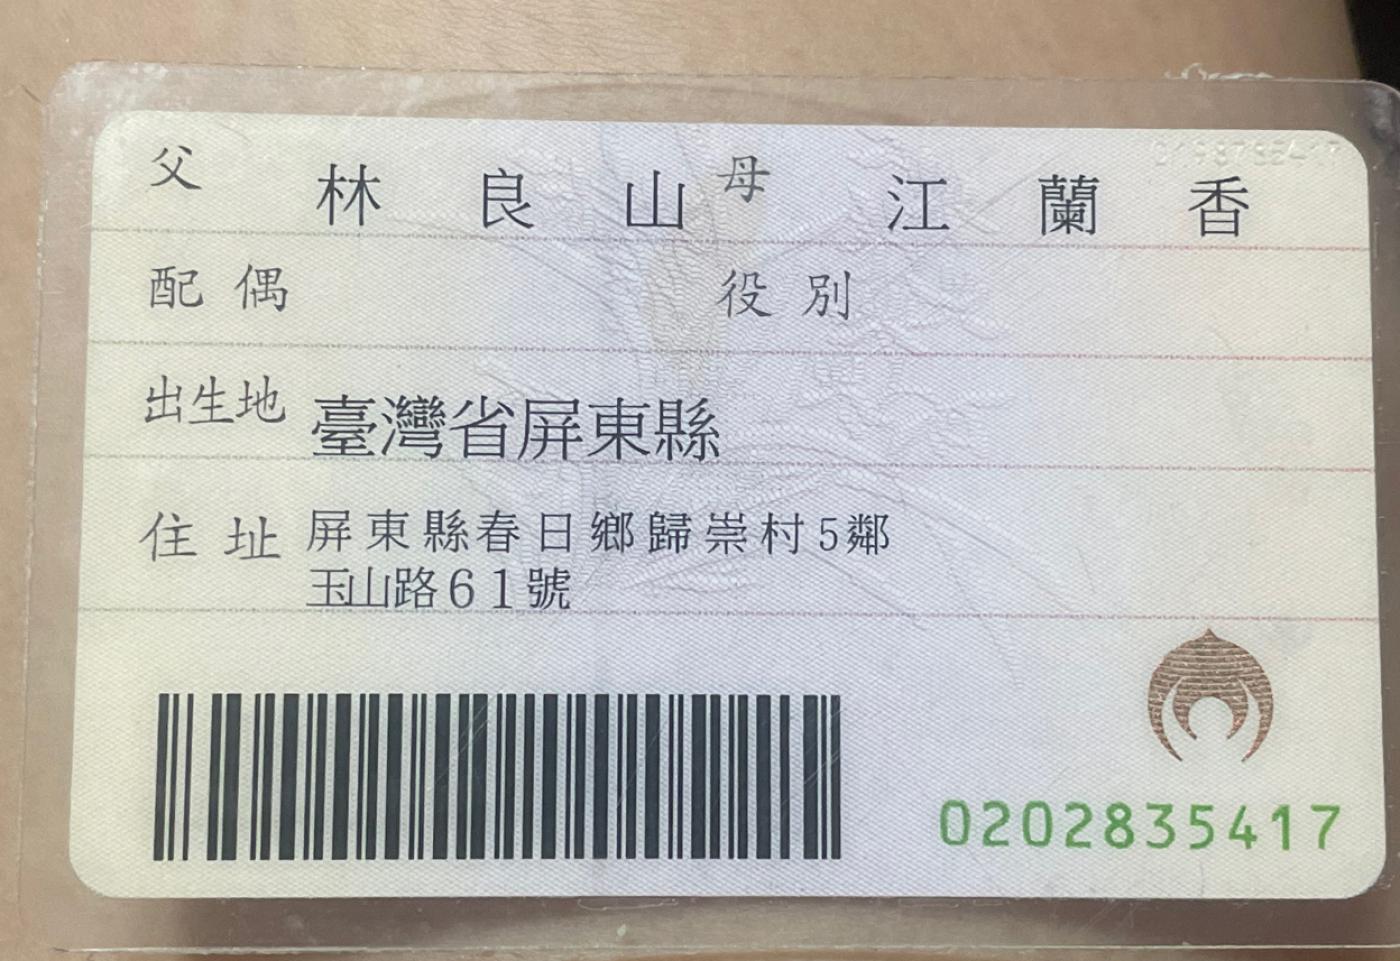 父 林良山 母 江蘭香
配偶 役別
出生地 臺灣省屏東縣
住址 屏東縣春日鄉歸崇村5鄰
玉山路61號
0202835417